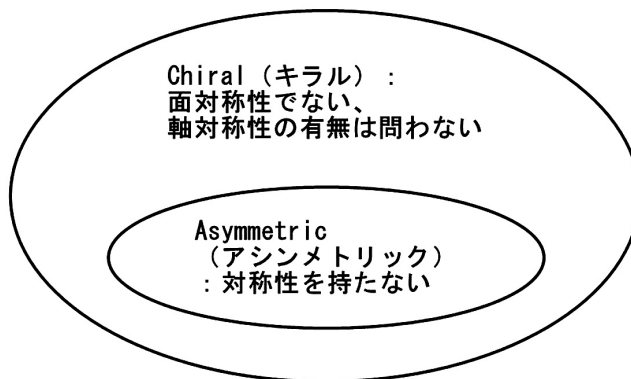 Chiral（キラル）：
面対称性でない、
軸対称性の有無は問わない
Asymmetric
（アシンメトリック）
：対称性を持たない